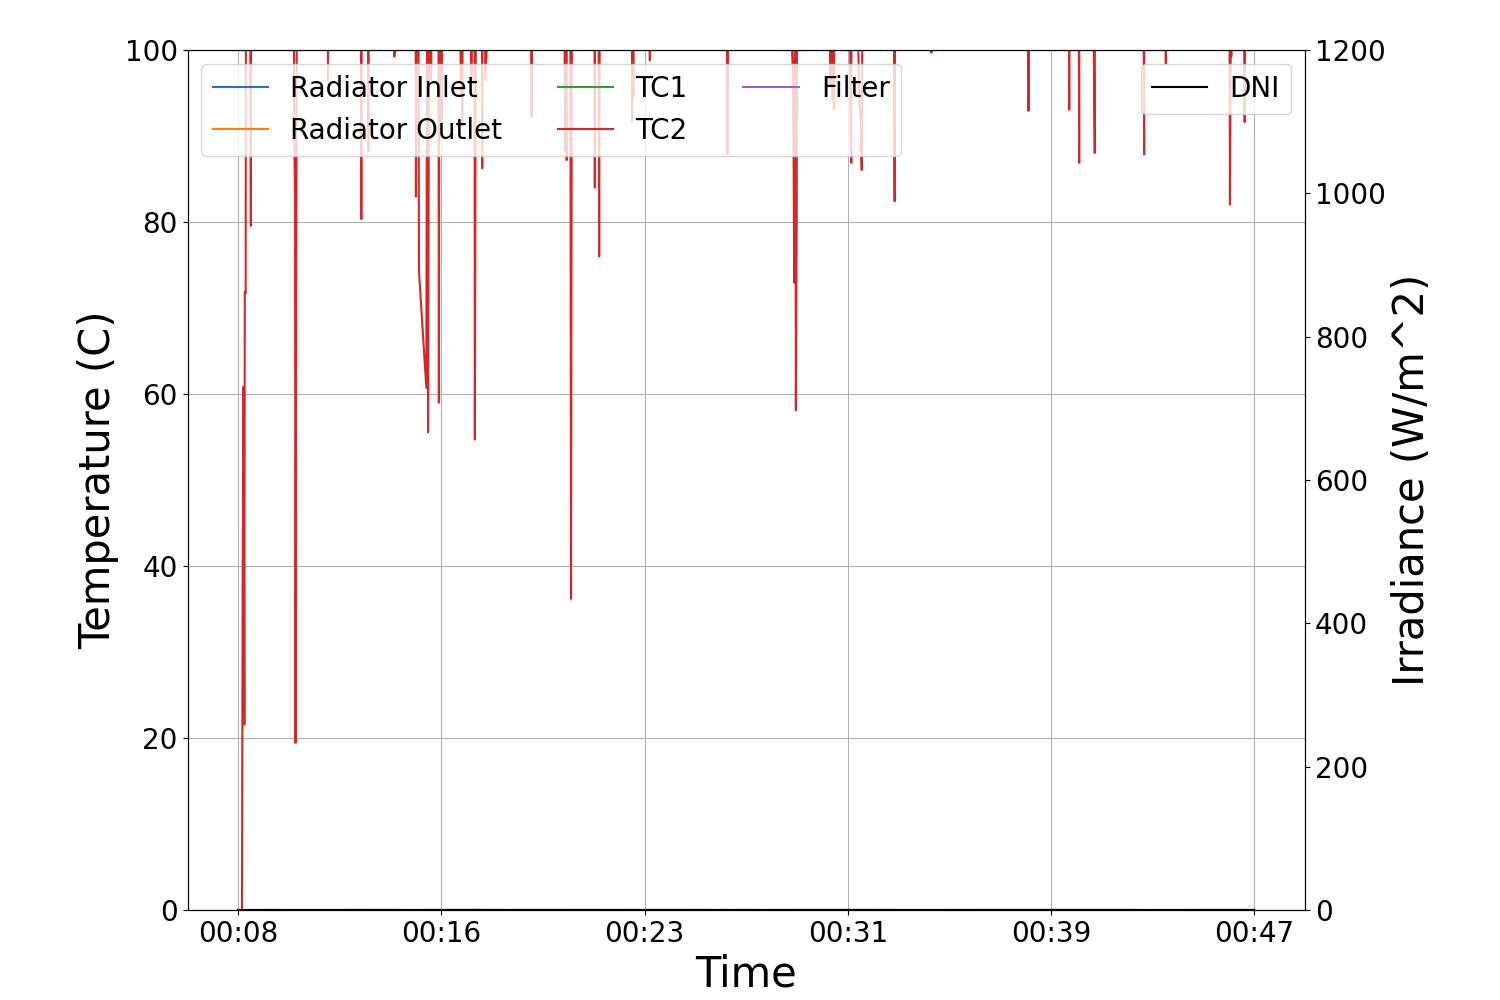 100
80
60
40
20
0
Temperature (C)
Radiator Inlet
Radiator Outlet
TC1
TC2
Filter
DNI
1200
1000
800
600
400
200
0
Irradiance (W/m^2)
00:08 00:16 00:23 00:31 00:39 00:47
Time